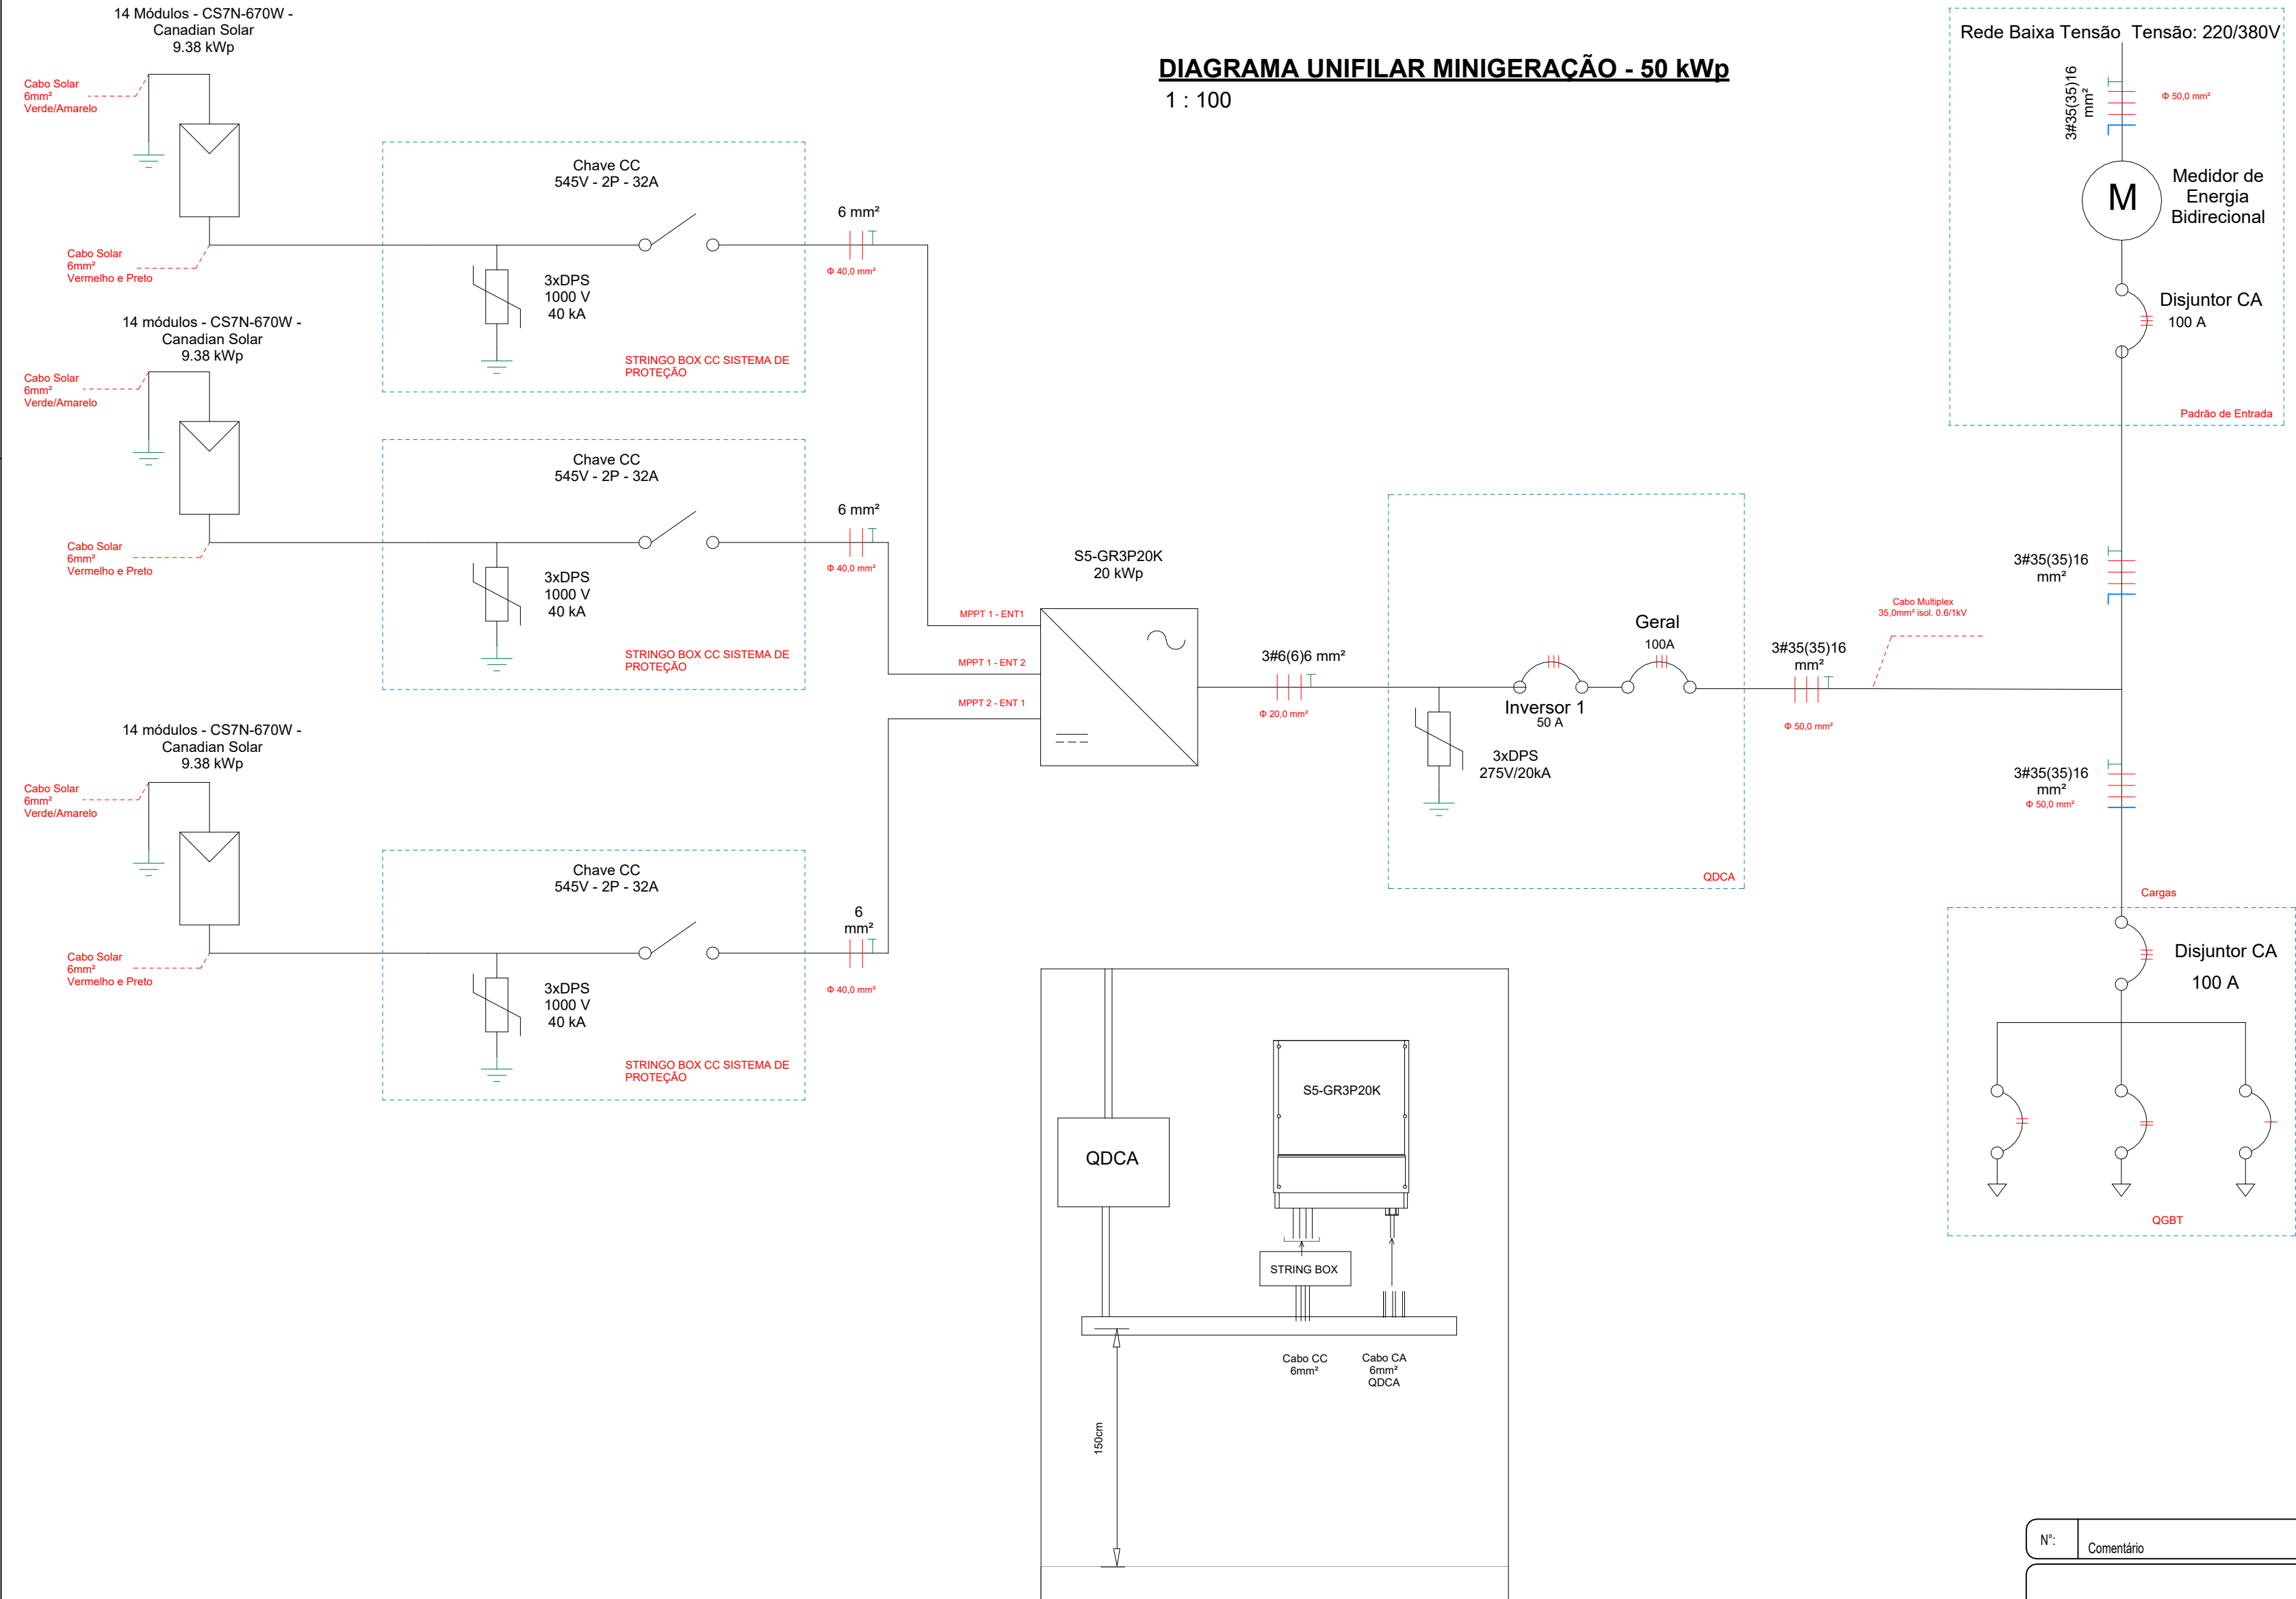 DIAGRAMA UNIFILAR MINIGERAÇÃO - 50 kWp
1 : 100
14 Módulos - CS7N-670W -
Canadian Solar
9.38 kWp
Cabo Solar
6mm²
Verde/Amarelo
Cabo Solar
6mm²
Vermelho e Preto
Chave CC
545V - 2P - 32A
3xDPS
1000 V
40 kA
STRINGO BOX CC SISTEMA DE
PROTEÇÃO
6 mm²
Φ 40,0 mm²
14 módulos - CS7N-670W -
Canadian Solar
9.38 kWp
Cabo Solar
6mm²
Verde/Amarelo
Cabo Solar
6mm²
Vermelho e Preto
Chave CC
545V - 2P - 32A
3xDPS
1000 V
40 kA
STRINGO BOX CC SISTEMA DE
PROTEÇÃO
6 mm²
Φ 40,0 mm²
14 módulos - CS7N-670W -
Canadian Solar
9.38 kWp
Cabo Solar
6mm²
Verde/Amarelo
Cabo Solar
6mm²
Vermelho e Preto
Chave CC
545V - 2P - 32A
3xDPS
1000 V
40 kA
STRINGO BOX CC SISTEMA DE
PROTEÇÃO
6
mm²
Φ 40,0 mm²
S5-GR3P20K
20 kWp
MPPT 1 - ENT1
MPPT 1 - ENT 2
MPPT 2 - ENT 1
3#6(6)6 mm²
Φ 20,0 mm²
Inversor 1
50 A
Geral
100A
3xDPS
275V/20kA
QDCA
3#35(35)16
mm²
Φ 50,0 mm²
Cabo Multiplex
35,0mm² isol. 0.6/1kV
Rede Baixa Tensão Tensão: 220/380V
3#35(35)16
mm²
Φ 50,0 mm²
M
Medidor de
Energia
Bidirecional
Disjuntor CA
100 A
Padrão de Entrada
3#35(35)16
mm²
3#35(35)16
mm²
Φ 50,0 mm²
Cargas
Disjuntor CA
100 A
QGBT
QDCA
S5-GR3P20K
STRING BOX
Cabo CC
6mm²
Cabo CA
6mm²
QDCA
150cm
N°:
Comentário